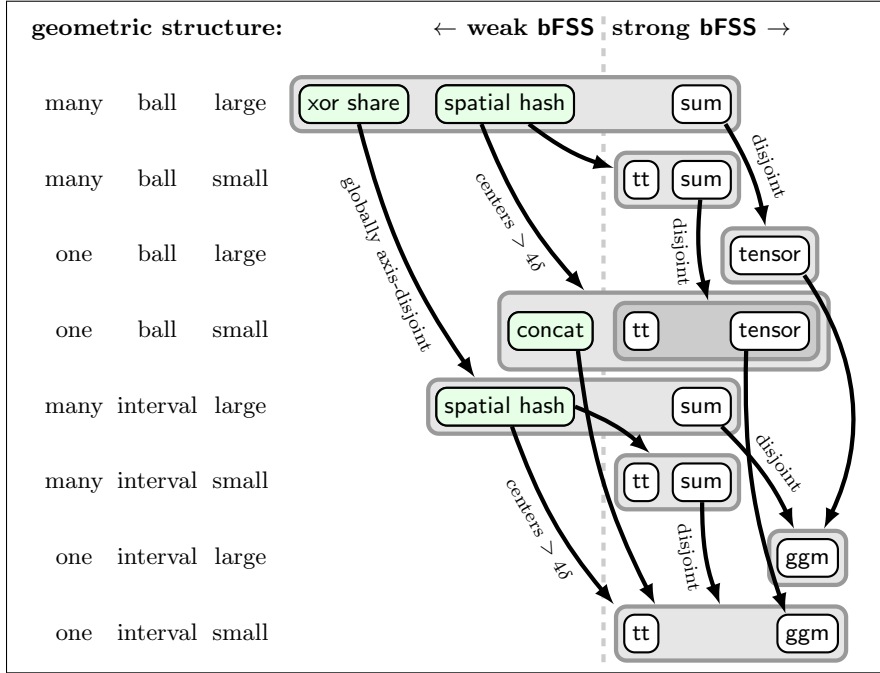 geometric structure: ← weak bFSS strong bFSS →
many ball large xor share spatial hash sum
disjoint
many ball small tt sum
globally axis-disjoint
centers > 4δ
disjoint
one ball large tensor
one ball small concat tt tensor
many interval large spatial hash sum
disjoint
many interval small tt sum
centers > 4δ
disjoint
one interval large ggm
one interval small tt ggm